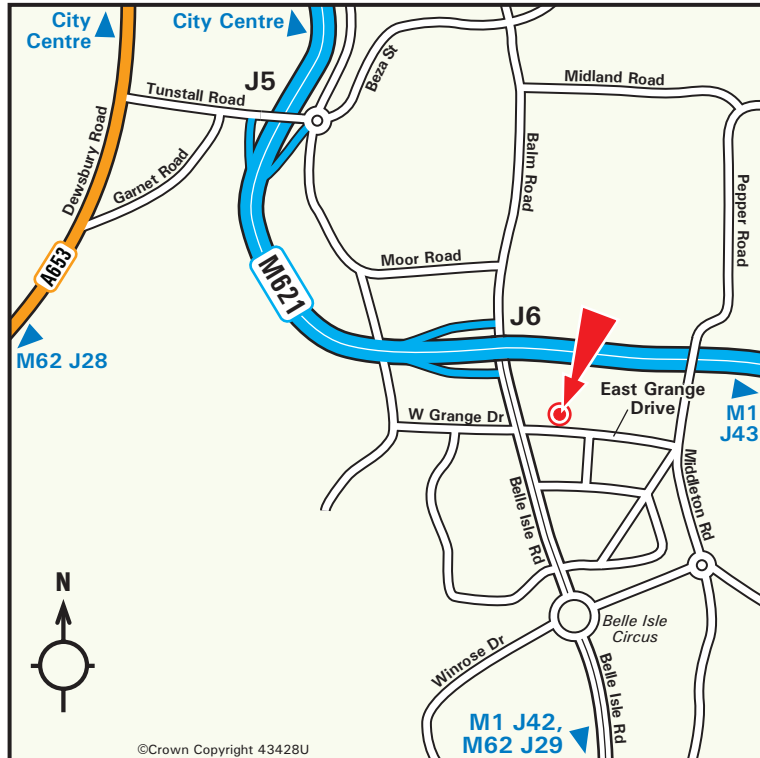 City
Centre
City Centre
J5
Tunstall Road
Beza St
Midland Road
Dewsbury Road
Garnet Road
Balm Road
Pepper Road
A653
M621
Moor Road
M62 J28
J6
East Grange
Drive
M1
J43
W Grange Dr
Belle Isle Rd
Middleton Rd
N
Belle Isle
Circus
Winrose Dr
Belle Isle Rd
M1 J42,
M62 J29
©Crown Copyright 43428U